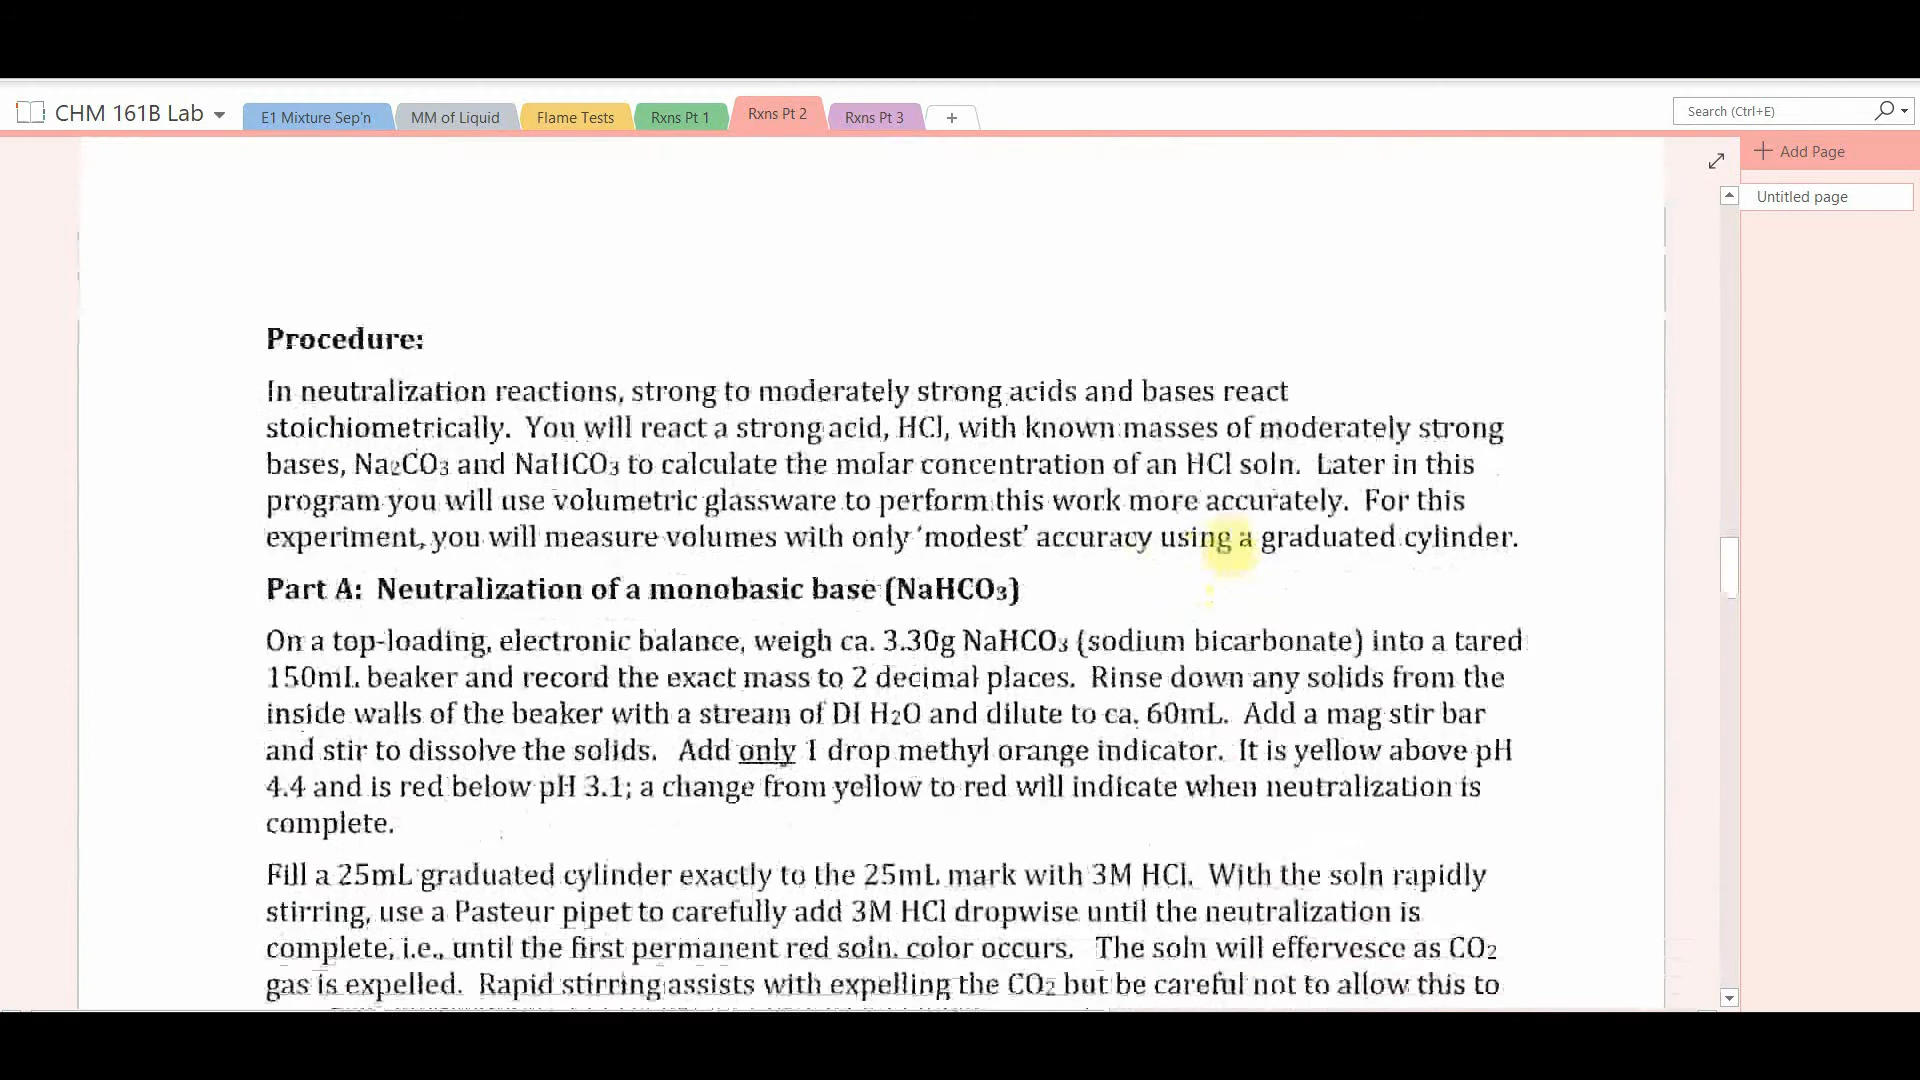 CHM 161B Lab
E1 Mixture Sep'n
MM of Liquid
Flame Tests
Rxns Pt 1
Rxns Pt 2
Rxns Pt 3
+
Search (Ctrl+E)
Add Page
Untitled page
Procedure:
In neutralization reactions, strong to moderately strong acids and bases react
stoichiometrically. You will react a strong acid, HCl, with known masses of moderately strong
bases, Na2CO3 and NaHCO3 to calculate the molar concentration of an HCl soln. Later in this
program you will use volumetric glassware to perform this work more accurately. For this
experiment, you will measure volumes with only ‘modest’ accuracy using a graduated cylinder.
Part A: Neutralization of a monobasic base (NaHCO3)
On a top-loading, electronic balance, weigh ca. 3.30g NaHCO3 (sodium bicarbonate) into a tared
150mL beaker and record the exact mass to 2 decimal places. Rinse down any solids from the
inside walls of the beaker with a stream of DI H2O and dilute to ca. 60mL. Add a mag stir bar
and stir to dissolve the solids. Add only 1 drop methyl orange indicator. It is yellow above pH
4.4 and is red below pH 3.1; a change from yellow to red will indicate when neutralization is
complete.
Fill a 25mL graduated cylinder exactly to the 25mL mark with 3M HCl. With the soln rapidly
stirring, use a Pasteur pipet to carefully add 3M HCl dropwise until the neutralization is
complete, i.e., until the first permanent red soln. color occurs. The soln will effervesce as CO2
gas is expelled. Rapid stirring assists with expelling the CO2 but be careful not to allow this to